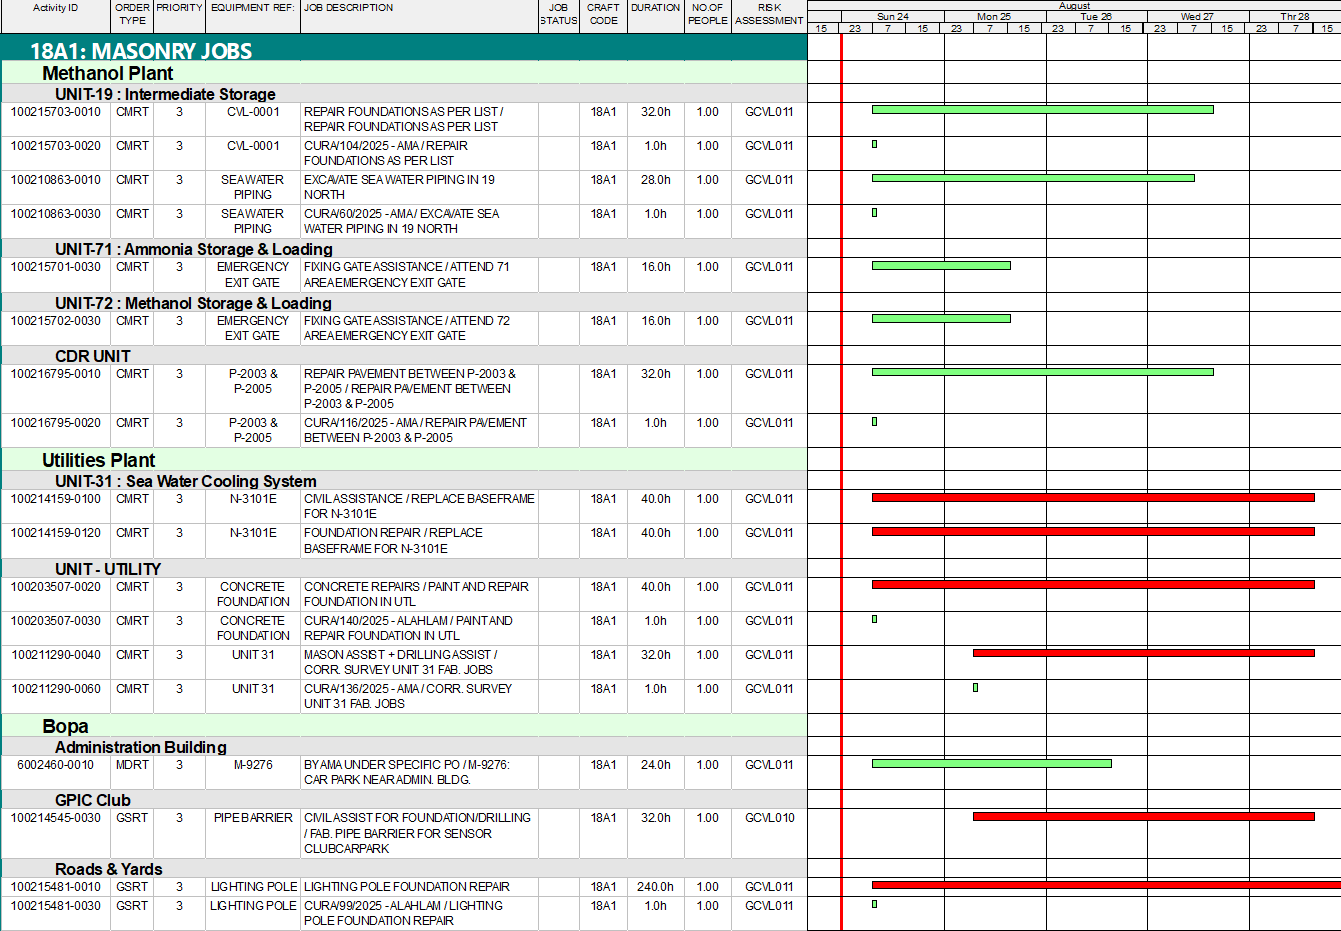 Activity ID ORDER TYPE PRIORITY EQUIPMENT REF: JOB DESCRIPTION JOB STATUS CRAFT CODE DURATION NO.OF PEOPLE RISK ASSESSMENT
August
Sun 24 Mon 25 Tue 26 Wed 27 Thr 28
15 23 7 15 23 7 15 23 7 15 23 7 15 23 7 15
18A1: MASONRY JOBS
Methanol Plant
UNIT-19 : Intermediate Storage
100215703-0010 CMRT 3 CVL-0001 REPAIR FOUNDATIONS AS PER LIST / 18A1 32.0h 1.00 GCVL011
REPAIR FOUNDATIONS AS PER LIST
100215703-0020 CMRT 3 CVL-0001 CURA/104/2025 - AMA / REPAIR 18A1 1.0h 1.00 GCVL011
FOUNDATIONS AS PER LIST
100210863-0010 CMRT 3 SEAWATER EXCAVATE SEA WATER PIPING IN 19 18A1 28.0h 1.00 GCVL011
PIPING NORTH
100210863-0030 CMRT 3 SEAWATER CURA/60/2025 - AMA / EXCAVATE SEA 18A1 1.0h 1.00 GCVL011
PIPING WATER PIPING IN 19 NORTH
UNIT-71 : Ammonia Storage & Loading
100215701-0030 CMRT 3 EMERGENCY FIXING GATE ASSISTANCE / ATTEND 71 18A1 16.0h 1.00 GCVL011
EXIT GATE AREA EMERGENCY EXIT GATE
UNIT-72 : Methanol Storage & Loading
100215702-0030 CMRT 3 EMERGENCY FIXING GATE ASSISTANCE / ATTEND 72 18A1 16.0h 1.00 GCVL011
EXIT GATE AREA EMERGENCY EXIT GATE
CDR UNIT
100216795-0010 CMRT 3 P-2003 & REPAIR PAVEMENT BETWEEN P-2003 & 18A1 32.0h 1.00 GCVL011
P-2005 P-2005 / REPAIR PAVEMENT BETWEEN
P-2003 & P-2005
100216795-0020 CMRT 3 P-2003 & CURA/116/2025 - AMA / REPAIR PAVEMENT 18A1 1.0h 1.00 GCVL011
P-2005 BETWEEN P-2003 & P-2005
Utilities Plant
UNIT-31 : Sea Water Cooling System
100214159-0100 CMRT 3 N-3101E CIVIL ASSISTANCE / REPLACE BASEFRAME 18A1 40.0h 1.00 GCVL011
FOR N-3101E
100214159-0120 CMRT 3 N-3101E FOUNDATION REPAIR / REPLACE 18A1 40.0h 1.00 GCVL011
BASEFRAME FOR N-3101E
UNIT - UTILITY
100203507-0020 CMRT 3 CONCRETE CONCRETE REPAIRS / PAINT AND REPAIR 18A1 40.0h 1.00 GCVL011
FOUNDATION FOUNDATION IN UTL
100203507-0030 CMRT 3 CONCRETE CURA/140/2025 - ALAHLAM / PAINT AND 18A1 1.0h 1.00 GCVL011
FOUNDATION REPAIR FOUNDATION IN UTL
100211290-0040 CMRT 3 UNIT 31 MASON ASSIST + DRILLING ASSIST / 18A1 32.0h 1.00 GCVL011
CORR. SURVEY UNIT 31 FAB. JOBS
100211290-0060 CMRT 3 UNIT 31 CURA/136/2025 - AMA / CORR. SURVEY 18A1 1.0h 1.00 GCVL011
UNIT 31 FAB. JOBS
Bopa
Administration Building
6002460-0010 MDRT 3 M-9276 BY AMA UNDER SPECIFIC PO / M-9276: 18A1 24.0h 1.00 GCVL011
CAR PARK NEAR ADMIN. BLDG.
GPIC Club
100214545-0030 GSRT 3 PIPE BARRIER CIVIL ASSIST FOR FOUNDATION/DRILLING 18A1 32.0h 1.00 GCVL010
/ FAB. PIPE BARRIER FOR SENSOR
CLUBCARPARK
Roads & Yards
100215481-0010 GSRT 3 LIGHTING POLE LIGHTING POLE FOUNDATION REPAIR 18A1 240.0h 1.00 GCVL011
100215481-0030 GSRT 3 LIGHTING POLE CURA/99/2025 - ALAHLAM / LIGHTING 18A1 1.0h 1.00 GCVL011
POLE FOUNDATION REPAIR